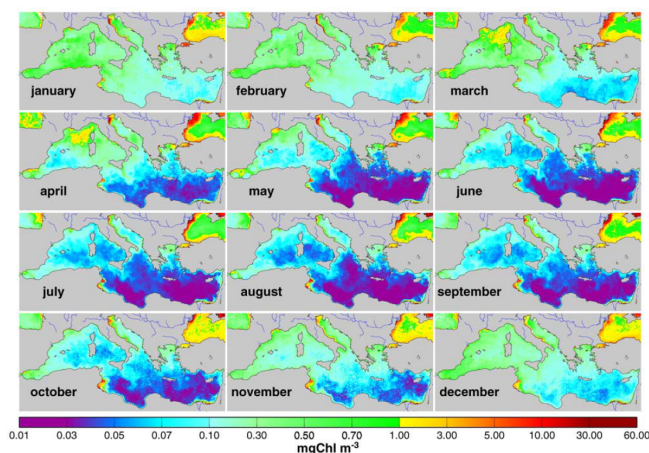 january
february
march
april
may
june
july
august
september
october
november
december
0.01 0.03 0.05 0.07 0.10 0.30 0.50 0.70 1.00 3.00 5.00 10.00 30.00 60.00
mgChl m⁻³